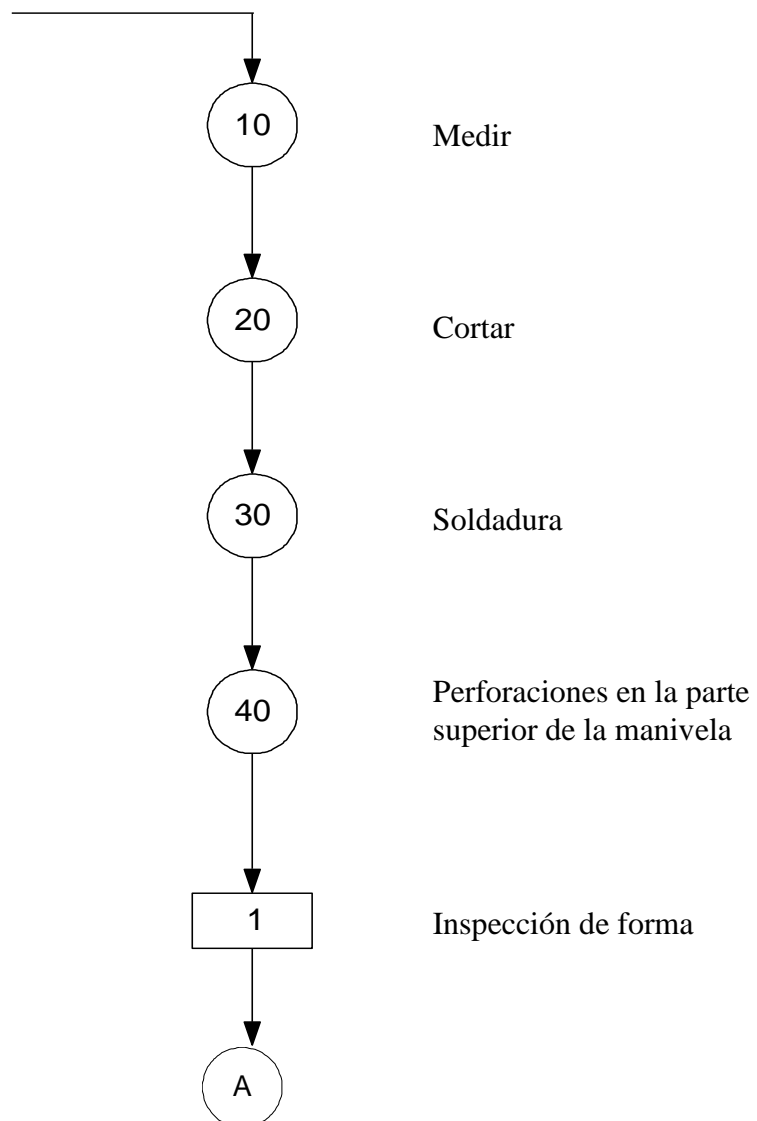 10
Medir
20
Cortar
30
Soldadura
40
Perforaciones en la parte
superior de la manivela
1
Inspección de forma
A